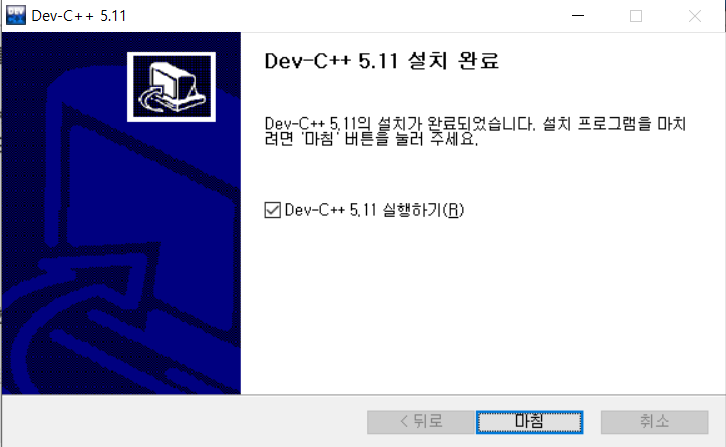 Dev-C++ 5.11
Dev-C++ 5.11 설치 완료
Dev-C++ 5.11의 설치가 완료되었습니다. 설치 프로그램을 마치
려면 '마침' 버튼을 눌러 주세요.
Dev-C++ 5.11 실행하기(R)
< 뒤로
마침
취소